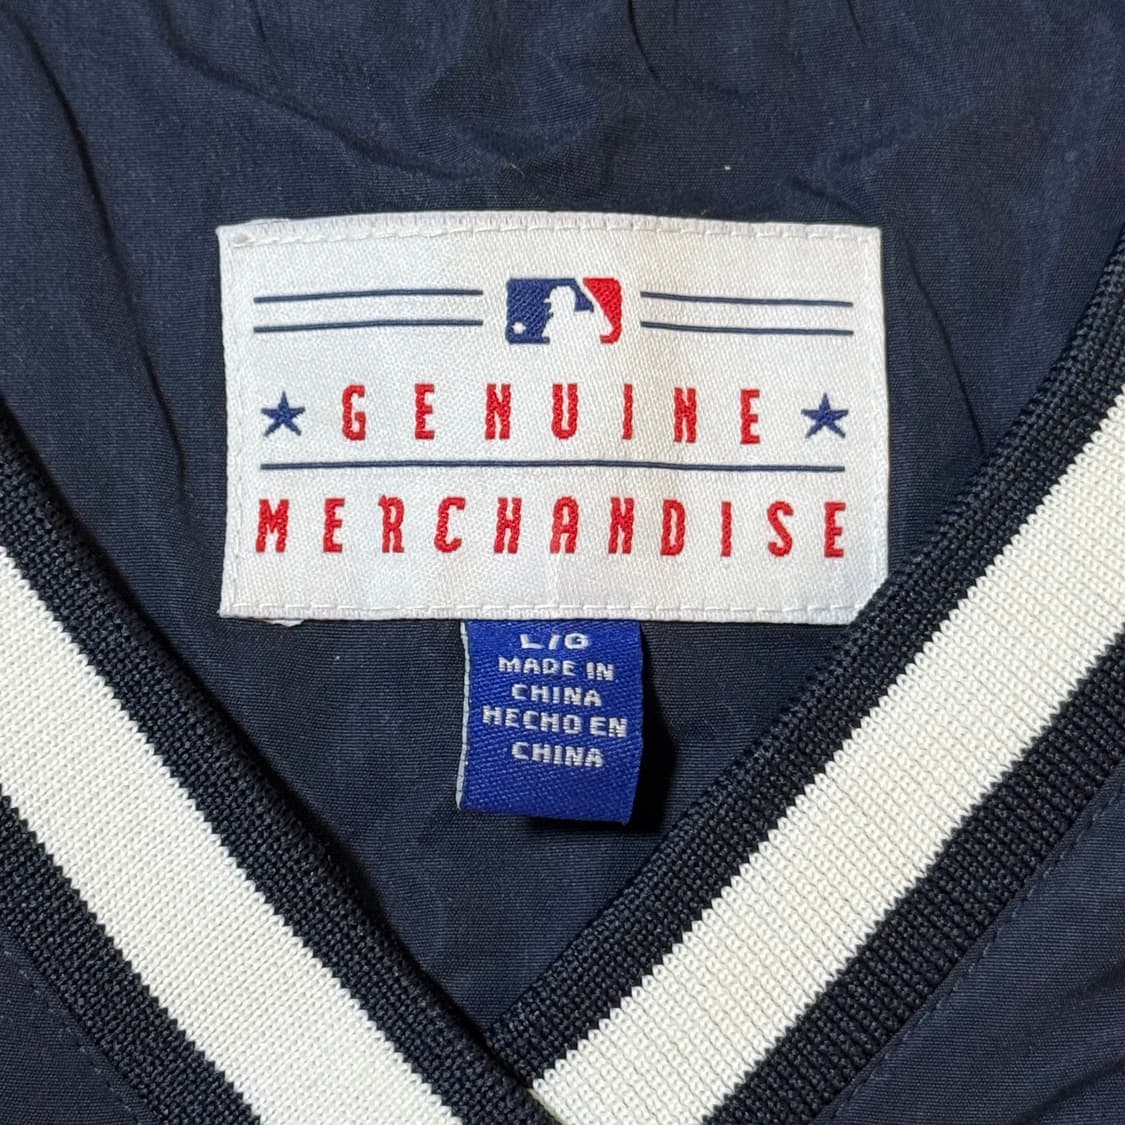 GENUINE
MERCHANDISE
L/G
MADE IN
CHINA
HECHO EN
CHINA